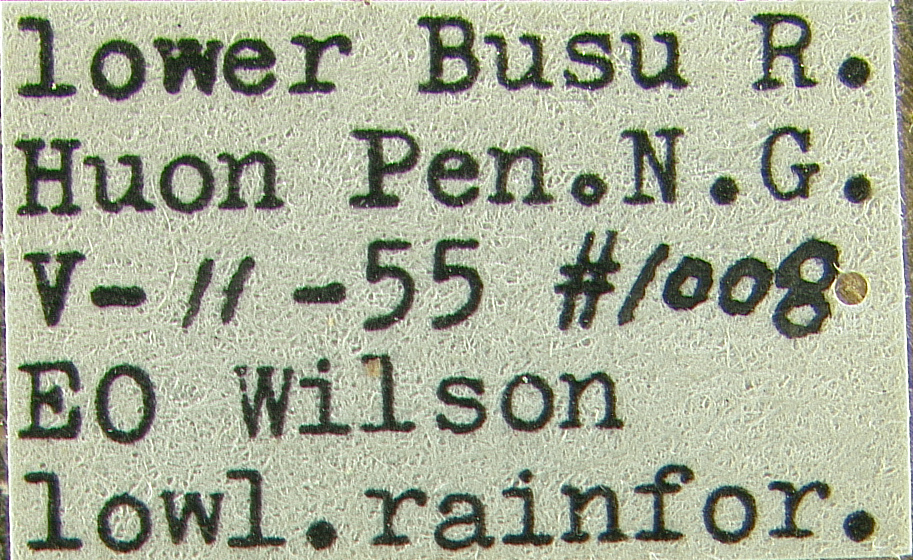 lower Busu R.
Huon Pen.N.G.
V-11-55 #1008
EO Wilson
lowl.rainfor.